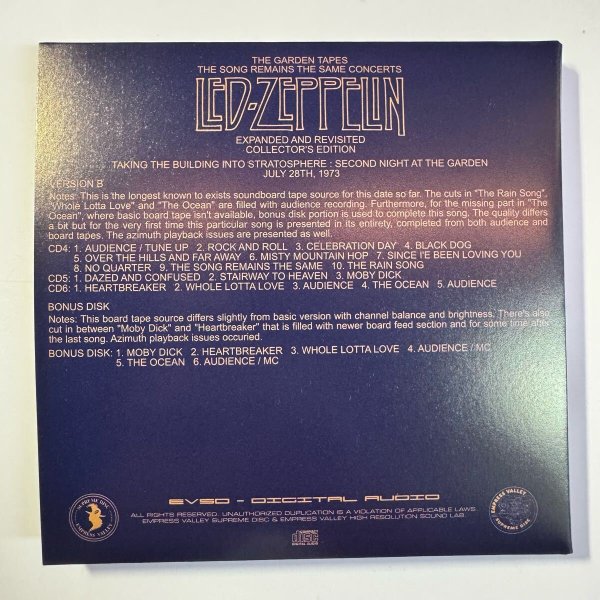 THE GARDEN TAPES
THE SONG REMAINS THE SAME CONCERTS
LED-ZEPPELIN
EXPANDED AND REVISITED
COLLECTOR'S EDITION
TAKING THE BUILDING INTO STRATOSPHERE : SECOND NIGHT AT THE GARDEN
JULY 28TH, 1973
VERSION B
Notes: This is the longest known to exists soundboard tape source for this date so far. The cuts in "The Rain Song",
"Whole Lotta Love" and "The Ocean" are filled with audience recording. Furthermore, for the missing part in "The
Ocean", where basic board tape isn't available, bonus disk portion is used to complete this song. The quality differs
a bit but for the very first time this particular song is presented in its entirety, completed from both audience and
board tapes. The azimuth playback issues are presented as well.
CD4: 1. AUDIENCE / TUNE UP 2. ROCK AND ROLL 3. CELEBRATION DAY 4. BLACK DOG
5. OVER THE HILLS AND FAR AWAY 6. MISTY MOUNTAIN HOP 7. SINCE I'E BEEN LOVING YOU
8. NO QUARTER 9. THE SONG REMAINS THE SAME 10. THE RAIN SONG
CD5: 1. DAZED AND CONFUSED 2. STAIRWAY TO HEAVEN 3. MOBY DICK
CD6: 1. HEARTBREAKER 2. WHOLE LOTTA LOVE 3. AUDIENCE 4. THE OCEAN 5. AUDIENCE
BONUS DISK
Notes: This board tape source differs slightly from basic version with channel balance and brightness. There's also
cut in between "Moby Dick" and "Heartbreaker" that is filled with newer board feed section and for some time after
the last song. Azimuth playback issues occuried.
BONUS DISK: 1. MOBY DICK 2. HEARTBREAKER 3. WHOLE LOTTA LOVE 4. AUDIENCE / MC
5. THE OCEAN 6. AUDIENCE / MC
EVSD - DIGITAL AUDIO
ALL RIGHTS RESERVED. UNAUTHORIZED DUPLICATION IS A VIOLATION OF APPLICABLE LAWS.
EMPRESS VALLEY SUPREME DISC & EMPRESS VALLEY HIGH RESOLUTION SOUND LAB.
SUPREME DISC
EMPRESS VALLEY
COMPACT
disc
DIGITAL AUDIO
EMPRESS VALLEY
SUPREME DISC